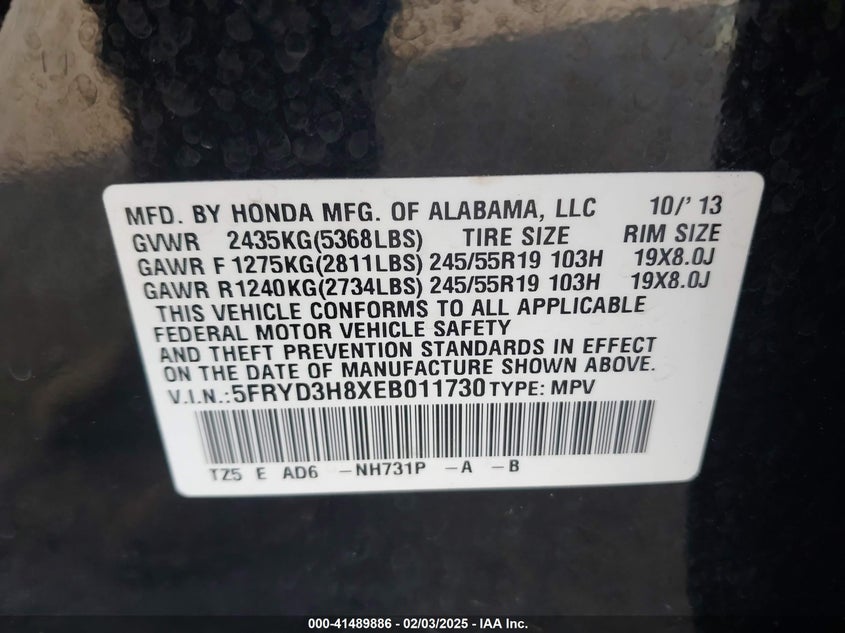 MFD. BY HONDA MFG. OF ALABAMA, LLC 10/' 13
GVWR 2435KG(5368LBS) TIRE SIZE RIM SIZE
GAWR F 1275KG(2811LBS) 245/55R19 103H 19X8.0J
GAWR R1240KG(2734LBS) 245/55R19 103H 19X8.0J
THIS VEHICLE CONFORMS TO ALL APPLICABLE
FEDERAL MOTOR VEHICLE SAFETY
AND THEFT PREVENTION STANDARDS IN EFFECT
ON THE DATE OF MANUFACTURE SHOWN ABOVE.
V.I.N.:5FRYD3H8XEB011730 TYPE: MPV
TZ5 E AD6 -NH731P -A -B
000-41489886 - 02/03/2025 - IAA Inc.